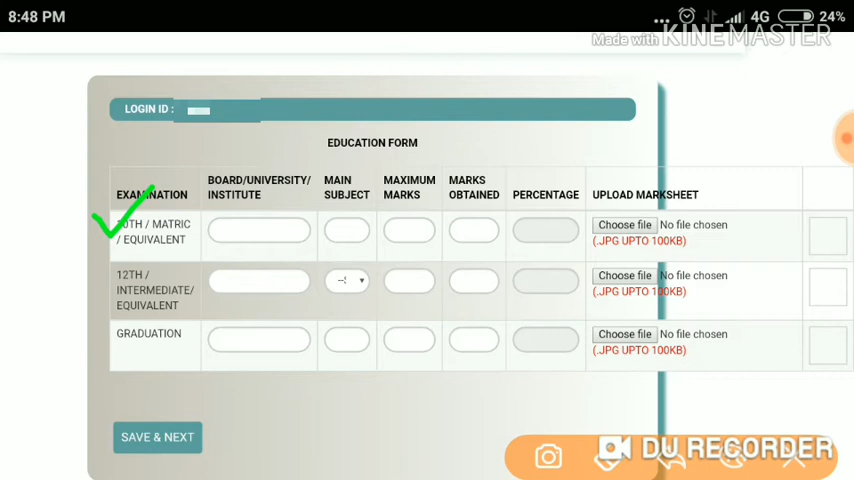 8:48 PM
... 4G 24%
Made with KINEMASTER
LOGIN ID :
EDUCATION FORM
EXAMINATION
BOARD/UNIVERSITY/
INSTITUTE
MAIN
SUBJECT
MAXIMUM
MARKS
MARKS
OBTAINED
PERCENTAGE
UPLOAD MARKSHEET
10TH / MATRIC
/ EQUIVALENT
Choose file No file chosen
(.JPG UPTO 100KB)
12TH /
INTERMEDIATE/
EQUIVALENT
Choose file No file chosen
(.JPG UPTO 100KB)
GRADUATION
Choose file No file chosen
(.JPG UPTO 100KB)
SAVE & NEXT
DU RECORDER